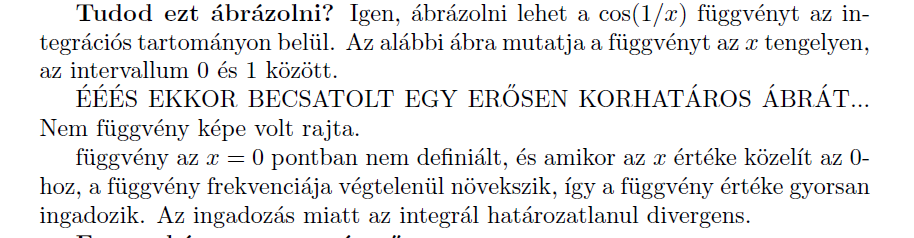 Tudod ezt ábrázolni? Igen, ábrázolni lehet a cos(1/x) függvényt az in-
tegrációs tartományon belül. Az alábbi ábra mutatja a függvényt az x tengelyen,
az intervallum 0 és 1 között.
ÉÉÉS EKKOR BECSATOLT EGY ERŐSEN KORHATÁROS ÁBRÁT...
Nem függvény képe volt rajta.
függvény az x = 0 pontban nem definiált, és amikor az x értéke közelít az 0-
hoz, a függvény frekvenciája végtelenül növekszik, így a függvény értéke gyorsan
ingadozik. Az ingadozás miatt az integrál határozatlanul divergens.